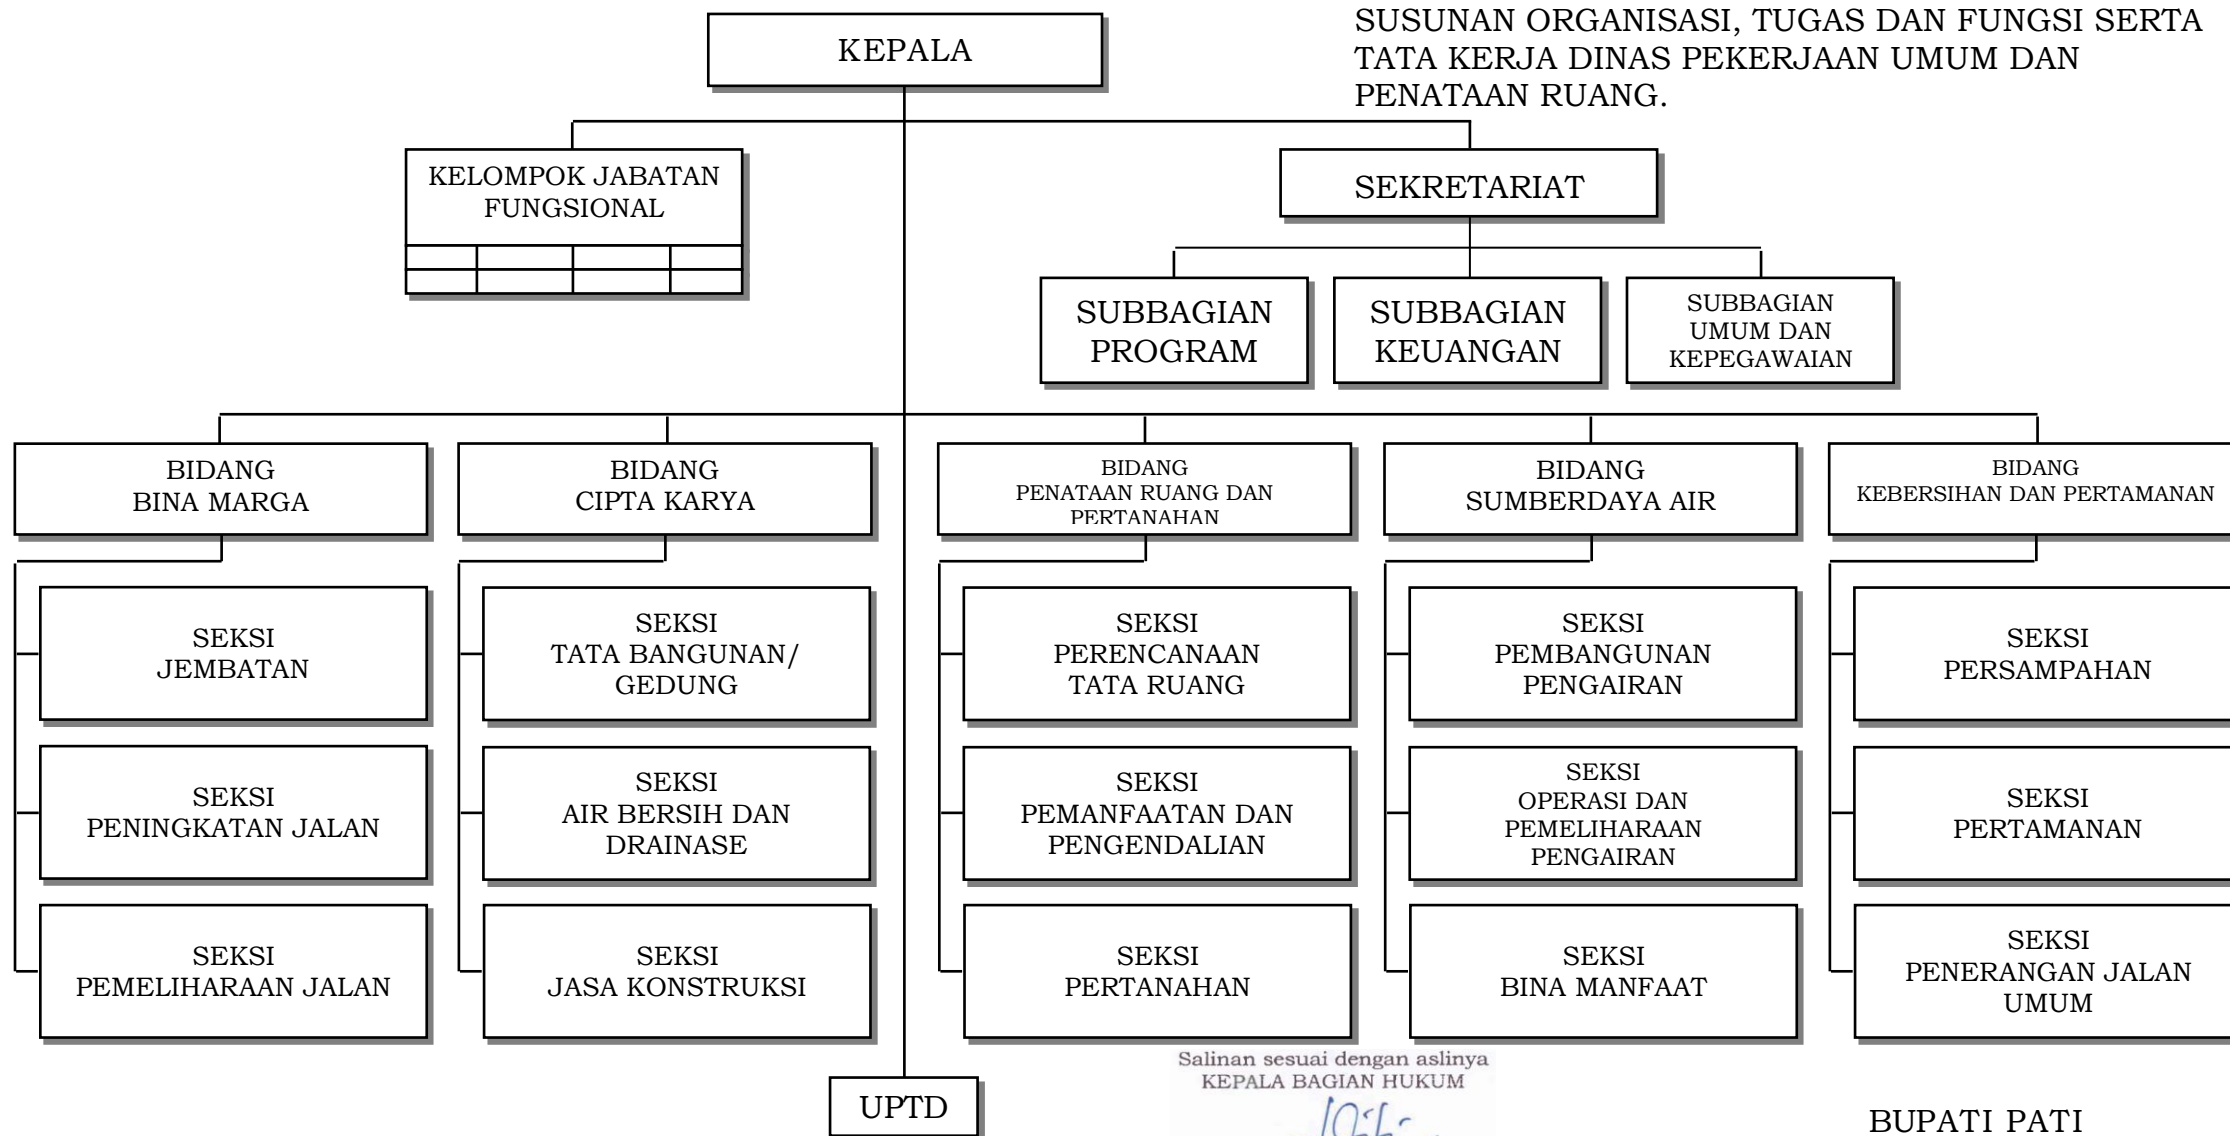 SUSUNAN ORGANISASI, TUGAS DAN FUNGSI SERTA
TATA KERJA DINAS PEKERJAAN UMUM DAN
PENATAAN RUANG.
KEPALA
KELOMPOK JABATAN
FUNGSIONAL
SEKRETARIAT
SUBBAGIAN
PROGRAM
SUBBAGIAN
KEUANGAN
SUBBAGIAN
UMUM DAN
KEPEGAWAIAN
BIDANG
BINA MARGA
BIDANG
CIPTA KARYA
BIDANG
PENATAAN RUANG DAN
PERTANAHAN
BIDANG
SUMBERDAYA AIR
BIDANG
KEBERSIHAN DAN PERTAMANAN
SEKSI
JEMBATAN
SEKSI
TATA BANGUNAN/
GEDUNG
SEKSI
PERENCANAAN
TATA RUANG
SEKSI
PEMBANGUNAN
PENGAIRAN
SEKSI
PERSAMPAHAN
SEKSI
PENINGKATAN JALAN
SEKSI
AIR BERSIH DAN
DRAINASE
SEKSI
PEMANFAATAN DAN
PENGENDALIAN
SEKSI
OPERASI DAN
PEMELIHARAAN
PENGAIRAN
SEKSI
PERTAMANAN
SEKSI
PEMELIHARAAN JALAN
SEKSI
JASA KONSTRUKSI
SEKSI
PERTANAHAN
SEKSI
BINA MANFAAT
SEKSI
PENERANGAN JALAN
UMUM
UPTD
Salinan sesuai dengan aslinya
KEPALA BAGIAN HUKUM
BUPATI PATI